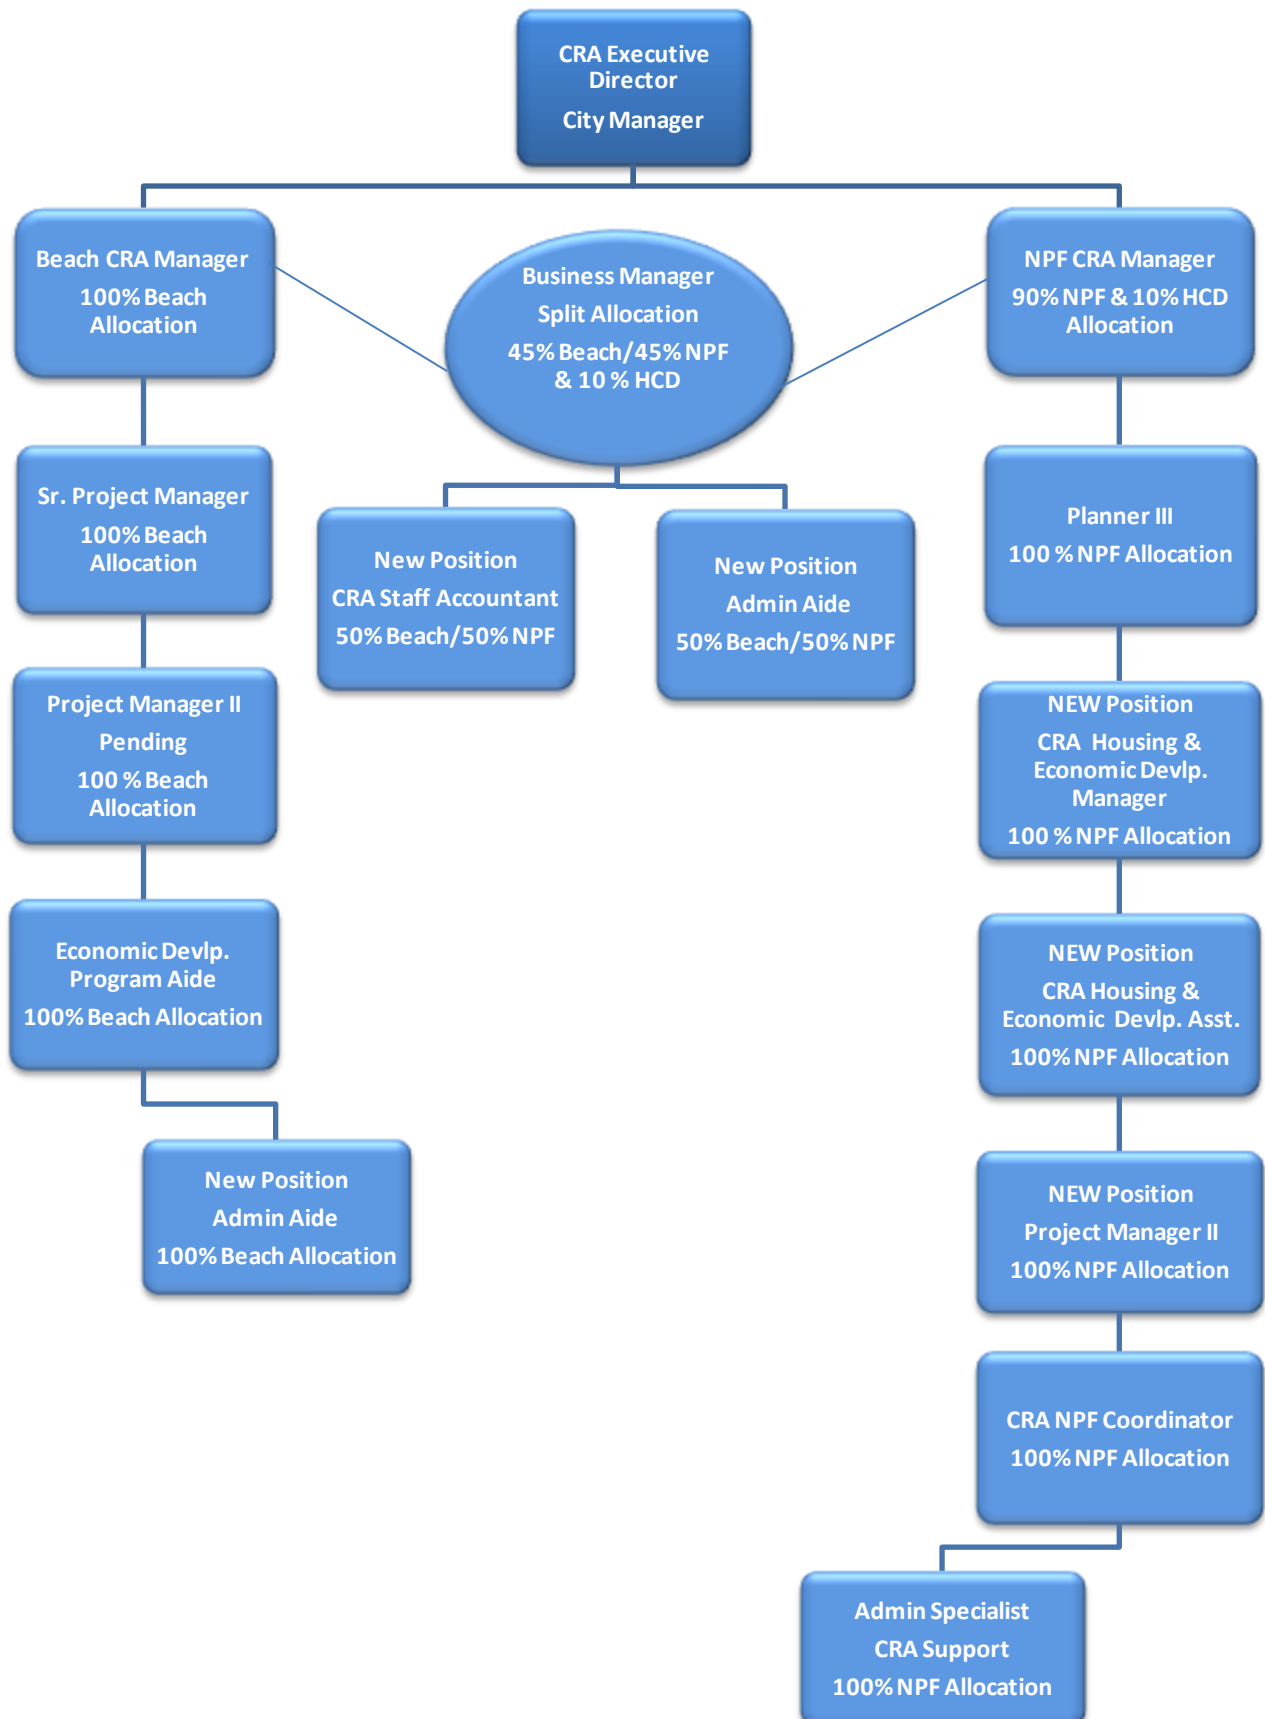 CRA Executive
Director
City Manager
Beach CRA Manager
100% Beach
Allocation
Business Manager
Split Allocation
45% Beach/45% NPF
& 10 % HCD
NPF CRA Manager
90% NPF & 10% HCD
Allocation
Sr. Project Manager
100% Beach
Allocation
New Position
CRA Staff Accountant
50% Beach/50% NPF
New Position
Admin Aide
50% Beach/50% NPF
Planner III
100 % NPF Allocation
Project Manager II
Pending
100 % Beach
Allocation
NEW Position
CRA Housing &
Economic Devlp.
Manager
100 % NPF Allocation
Economic Devlp.
Program Aide
100% Beach Allocation
NEW Position
CRA Housing &
Economic Devlp. Asst.
100% NPF Allocation
New Position
Admin Aide
100% Beach Allocation
NEW Position
Project Manager II
100% NPF Allocation
CRA NPF Coordinator
100% NPF Allocation
Admin Specialist
CRA Support
100% NPF Allocation